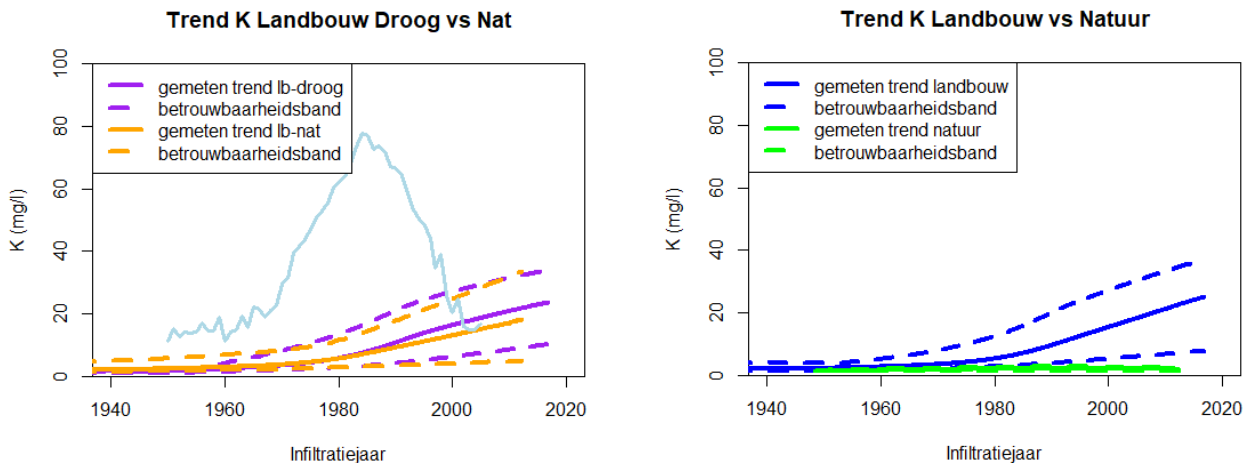 Trend K Landbouw Droog vs Nat
gemeten trend lb-droog
betrouwbaarheidsband
gemeten trend lb-nat
betrouwbaarheidsband
K (mg/l)
100
80
60
40
20
0
1940 1960 1980 2000 2020
Infiltratiejaar
Trend K Landbouw vs Natuur
gemeten trend landbouw
betrouwbaarheidsband
gemeten trend natuur
betrouwbaarheidsband
K (mg/l)
100
80
60
40
20
0
1940 1960 1980 2000 2020
Infiltratiejaar